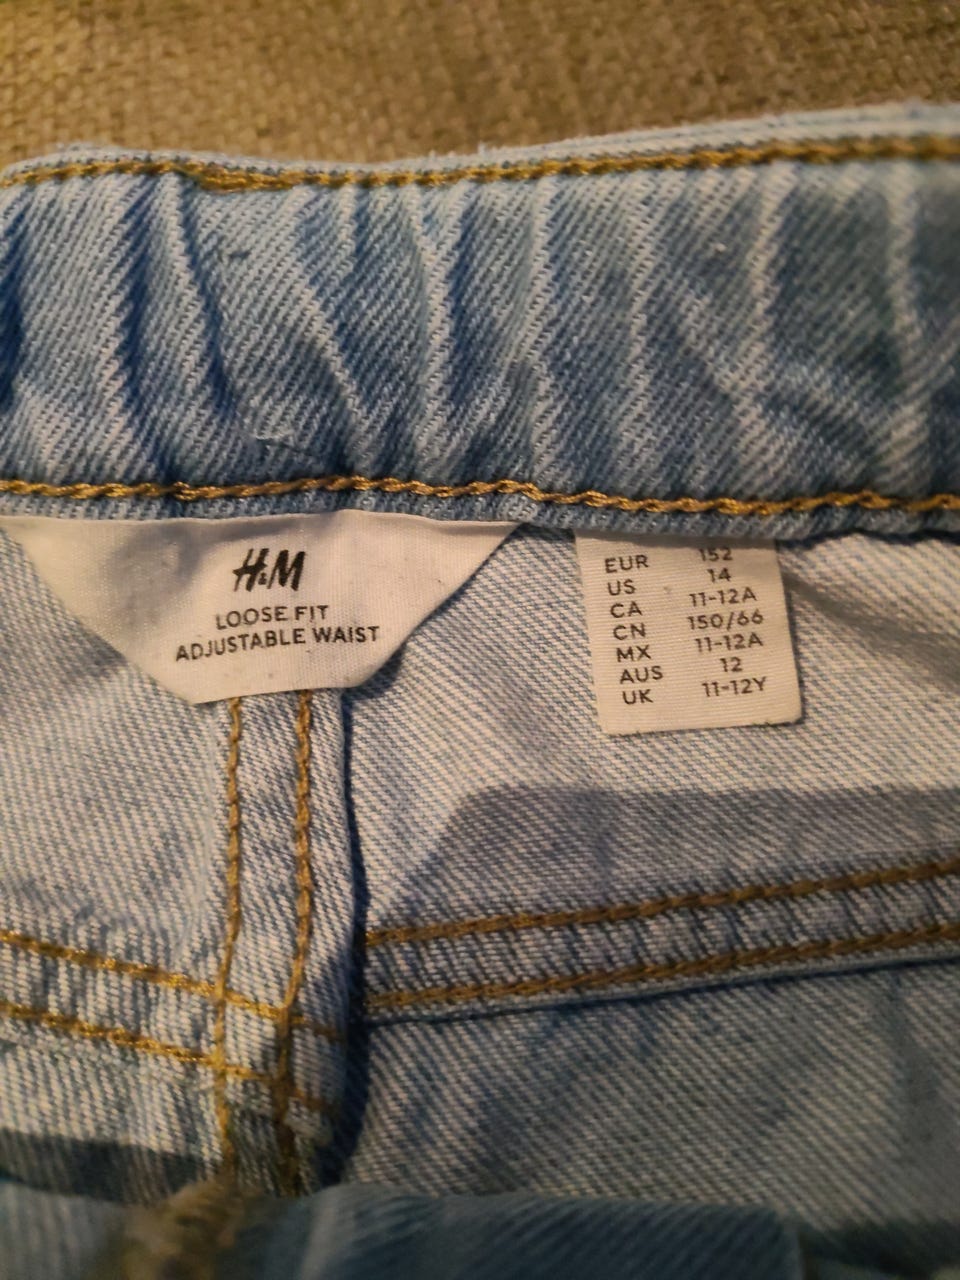 H&M
LOOSE FIT
ADJUSTABLE WAIST
EUR 152
US 14
CA 11-12A
CN 150/66
MX 11-12A
AUS 12
UK 11-12Y